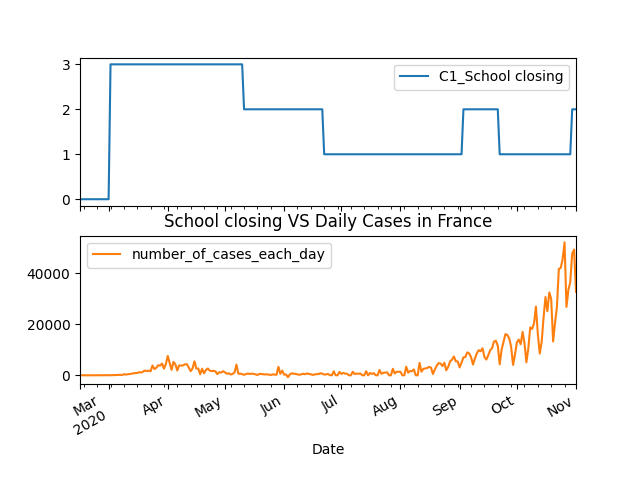 3
2
1
0
C1_School closing
School closing VS Daily Cases in France
40000
20000
0
number_of_cases_each_day
Mar
2020
Apr
May
Jun
Jul
Aug
Sep
Oct
Nov
Date